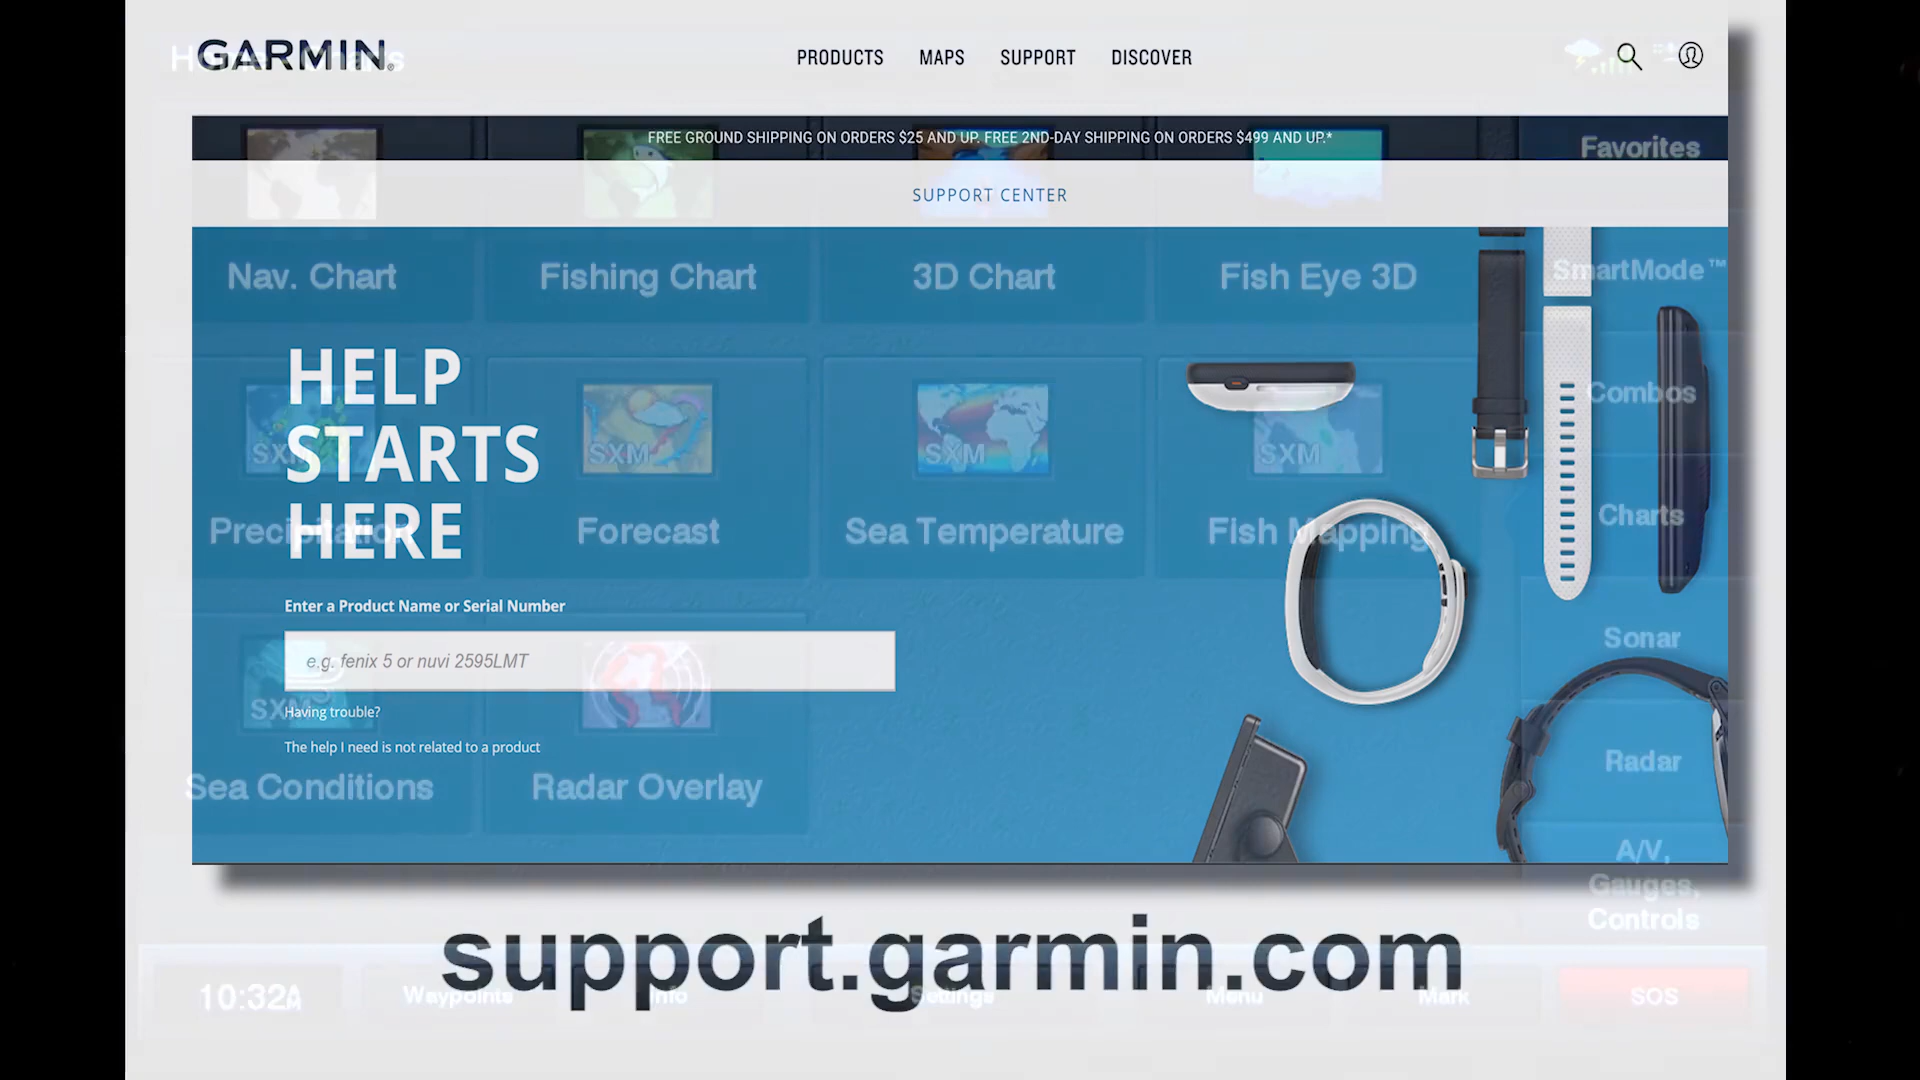 GARMIN
PRODUCTS MAPS SUPPORT DISCOVER
FREE GROUND SHIPPING ON ORDERS $25 AND UP. FREE 2ND-DAY SHIPPING ON ORDERS $499 AND UP.*
Favorites
SUPPORT CENTER
Nav. Chart
Fishing Chart
3D Chart
Fish Eye 3D
SmartMode™
HELP
STARTS
HERE
Combos
SXM
SXM
SXM
SXM
Precipitation
Forecast
Sea Temperature
Fish Mapping
Charts
Enter a Product Name or Serial Number
Sonar
e.g. fenix 5 or nuvi 2595LMT
SXM
Having trouble?
The help I need is not related to a product
Radar
Sea Conditions
Radar Overlay
A/V,
Gauges,
Controls
support.garmin.com
10:32AM
Waypoints
Info
Settings
Menu
Mark
SOS